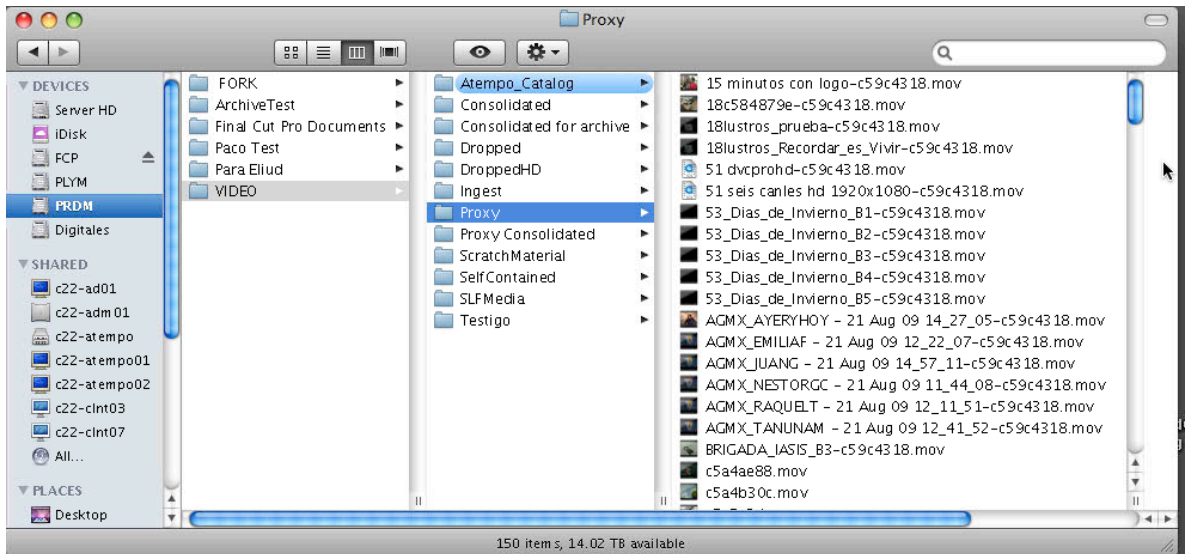 Proxy
DEVICES
Server HD
iDisk
FCP
PLYM
PRDM
Digitales
SHARED
c22-ad01
c22-adm01
c22-atempo
c22-atempo01
c22-atempo02
c22-clnt03
c22-clnt07
All...
PLACES
Desktop
FORK
ArchiveTest
Final Cut Pro Documents
Paco Test
Para Eliud
VIDEO
Atempo_Catalog
Consolidated
Consolidated for archive
Dropped
DroppedHD
Ingest
Proxy
Proxy Consolidated
ScratchMaterial
SelfContained
SLFMedia
Testigo
15 minutos con logo-c59c4318.mov
18c584879e-c59c4318.mov
18lustros_prueba-c59c4318.mov
18lustros_Recordar_es_Vivir-c59c4318.mov
51 dvcprohd-c59c4318.mov
51 seis canles hd 1920x1080-c59c4318.mov
53_Dias_de_Invierno_B1-c59c4318.mov
53_Dias_de_Invierno_B2-c59c4318.mov
53_Dias_de_Invierno_B3-c59c4318.mov
53_Dias_de_Invierno_B4-c59c4318.mov
53_Dias_de_Invierno_B5-c59c4318.mov
AGMX_AYERYHOY - 21 Aug 09 14_27_05-c59c4318.mov
AGMX_EMILIAF - 21 Aug 09 12_22_07-c59c4318.mov
AGMX_JUANG - 21 Aug 09 14_57_11-c59c4318.mov
AGMX_NESTORGC - 21 Aug 09 11_44_08-c59c4318.mov
AGMX_RAQUELT - 21 Aug 09 12_11_51-c59c4318.mov
AGMX_TANUNAM - 21 Aug 09 12_41_52-c59c4318.mov
BRIGADA_IASIS_B3-c59c4318.mov
c5a4ae88.mov
c5a4b30c.mov
150 items, 14.02 TB available